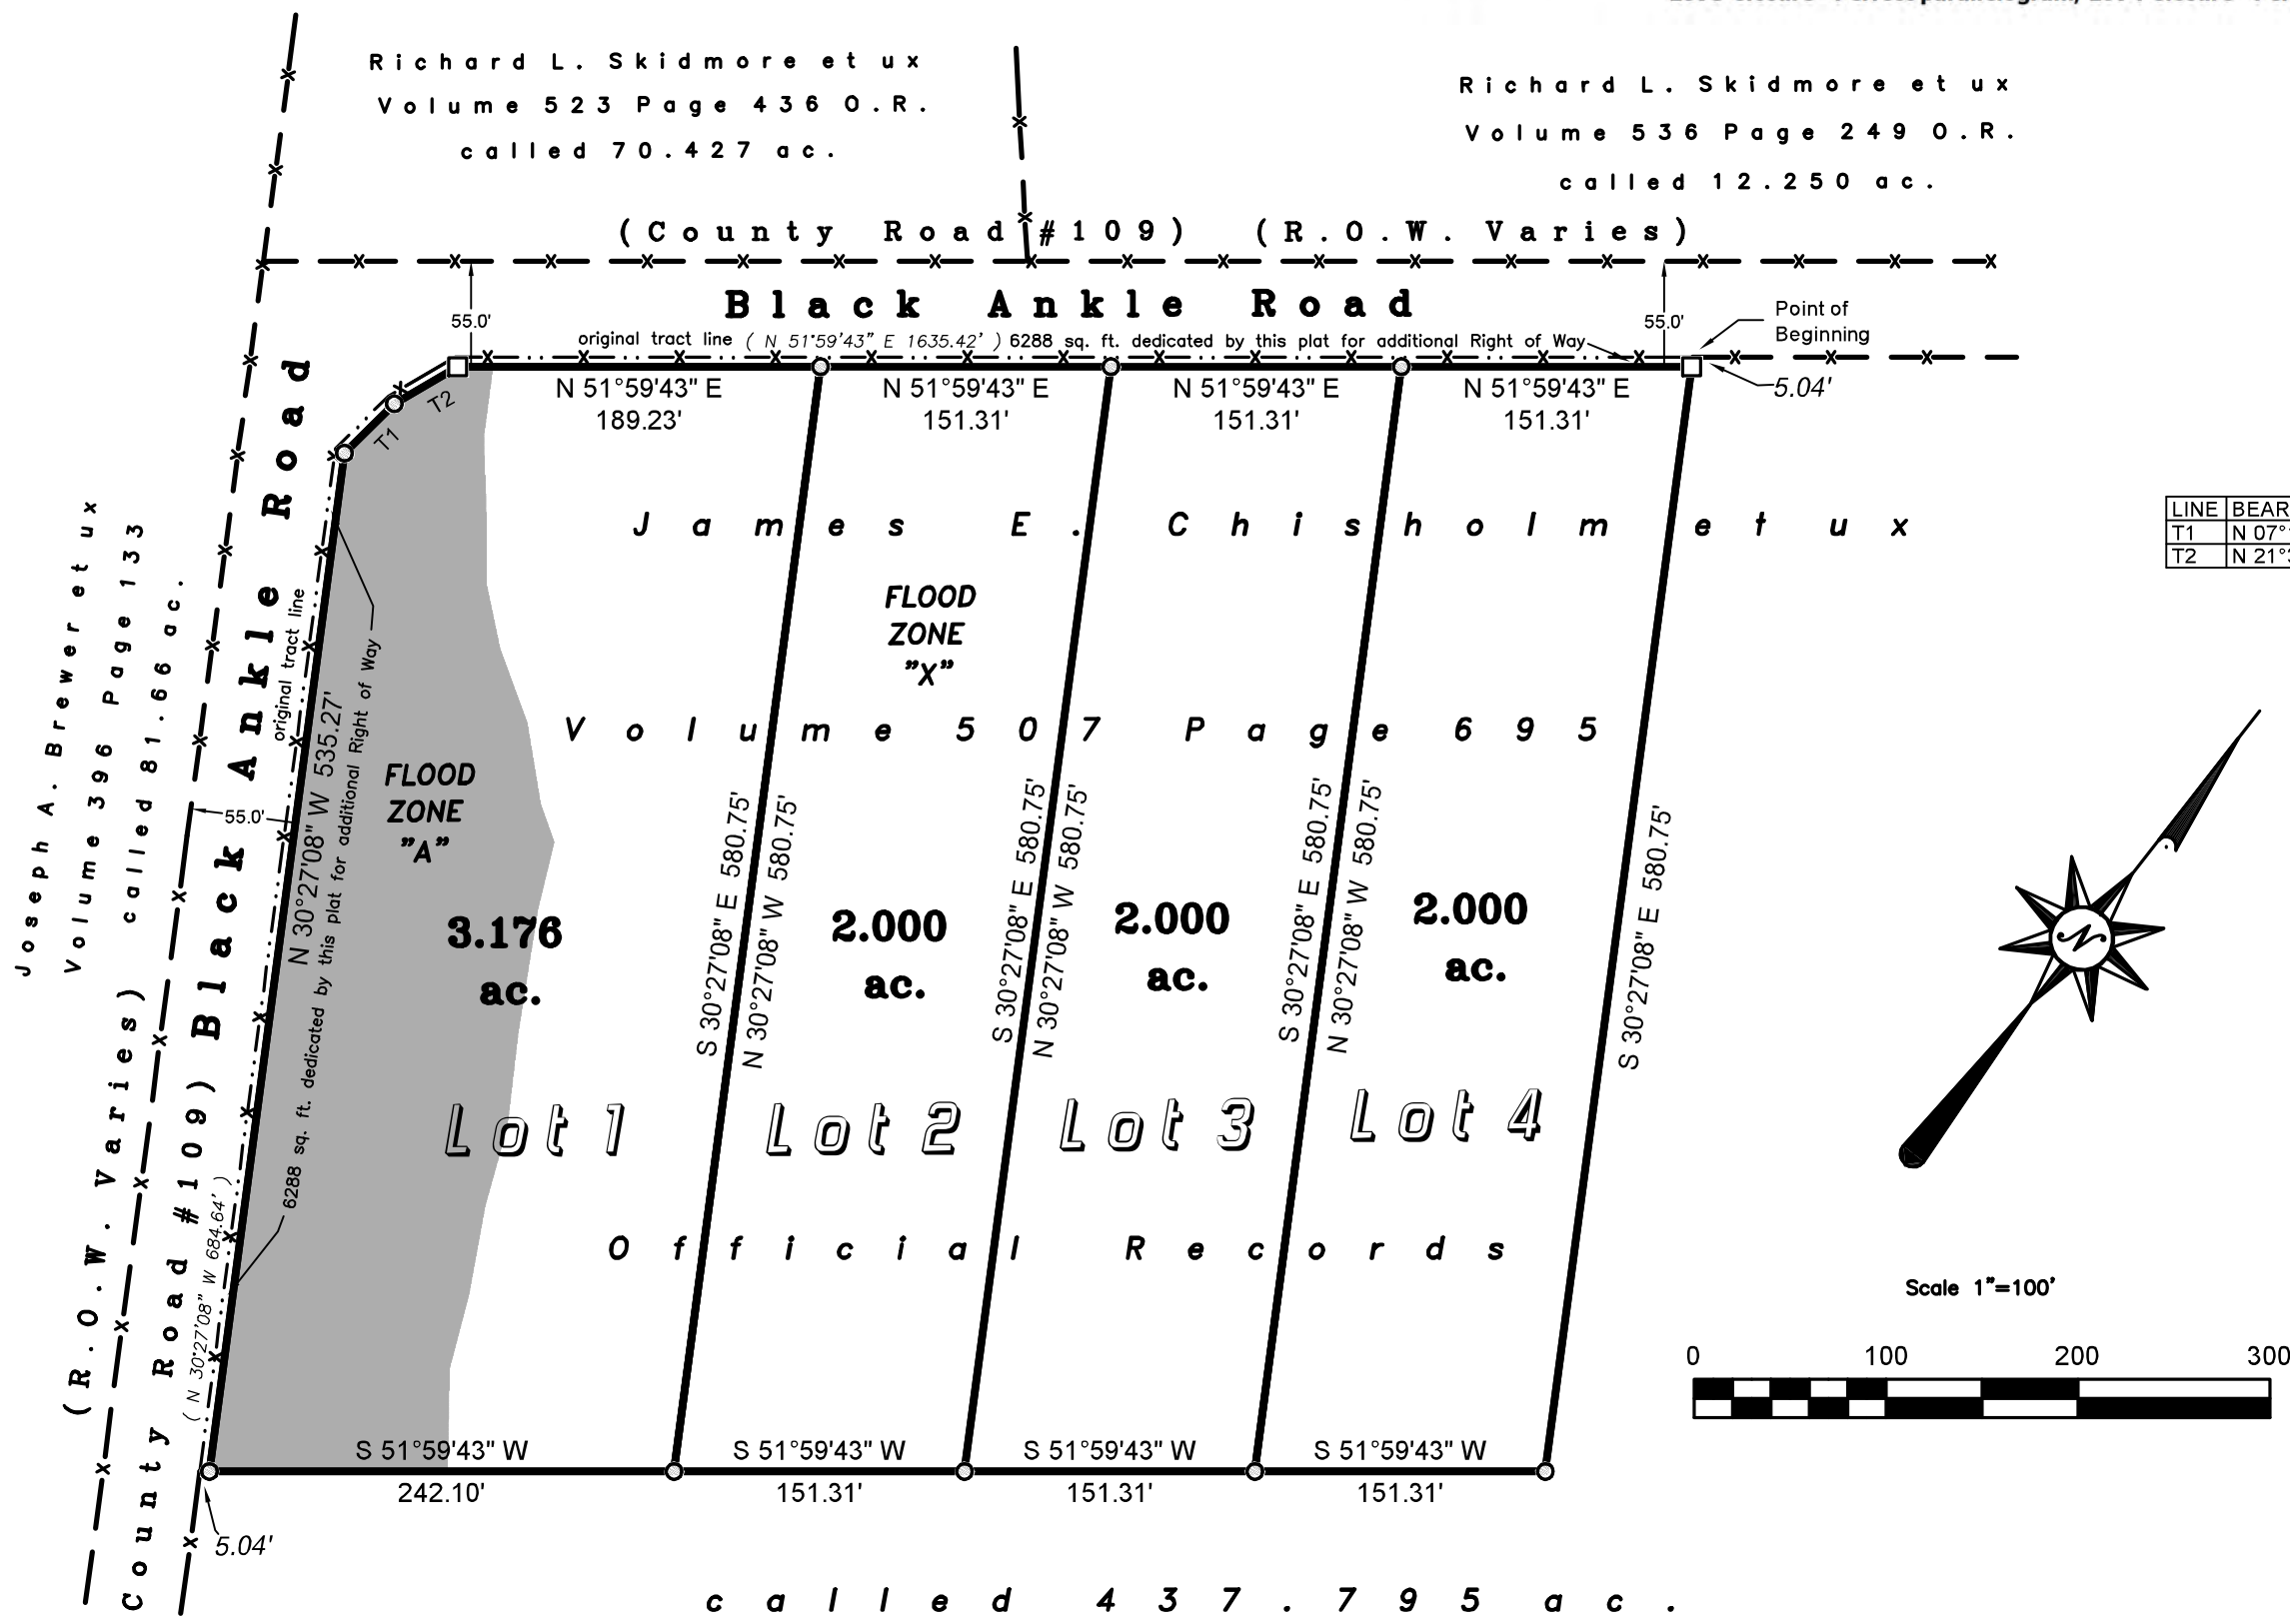 Richard L. Skidmore et ux
Volume 523 Page 436 O.R.
called 70.427 ac.
Richard L. Skidmore et ux
Volume 536 Page 249 O.R.
called 12.250 ac.
(County Road #109) (R.O.W. Varies)
Black Ankle Road
55.0'
55.0'
Point of
Beginning
original tract line ( N 51°59'43" E 1635.42' ) 6288 sq. ft. dedicated by this plat for additional Right of Way
5.04'
N 51°59'43" E
189.23'
N 51°59'43" E
151.31'
N 51°59'43" E
151.31'
N 51°59'43" E
151.31'
T1
T2
James E. Chisholm et ux
LINE
T1 N 07°
T2 N 21°
FLOOD
ZONE
"X"
Volume 507 Page 695
FLOOD
ZONE
"A"
Joseph A. Brewer et ux
Volume 396 Page 133
called 81.66 ac.
(R.O.W. Varies)
County Road #109) Black Ankle Road
original tract line
( N 30°27'08" W 684.64' )
N 30°27'08" W 535.27'
6288 sq. ft. dedicated by this plat for additional Right of Way
55.0'
S 30°27'08" E 580.75'
N 30°27'08" W 580.75'
S 30°27'08" E 580.75'
N 30°27'08" W 580.75'
S 30°27'08" E 580.75'
N 30°27'08" W 580.75'
S 30°27'08" E 580.75'
3.176
ac.
2.000
ac.
2.000
ac.
2.000
ac.
N
Lot 1
Lot 2
Lot 3
Lot 4
Official Records
Scale 1"=100'
0 100 200 300
S 51°59'43" W
242.10'
S 51°59'43" W
151.31'
S 51°59'43" W
151.31'
S 51°59'43" W
151.31'
5.04'
called 437.795 ac.